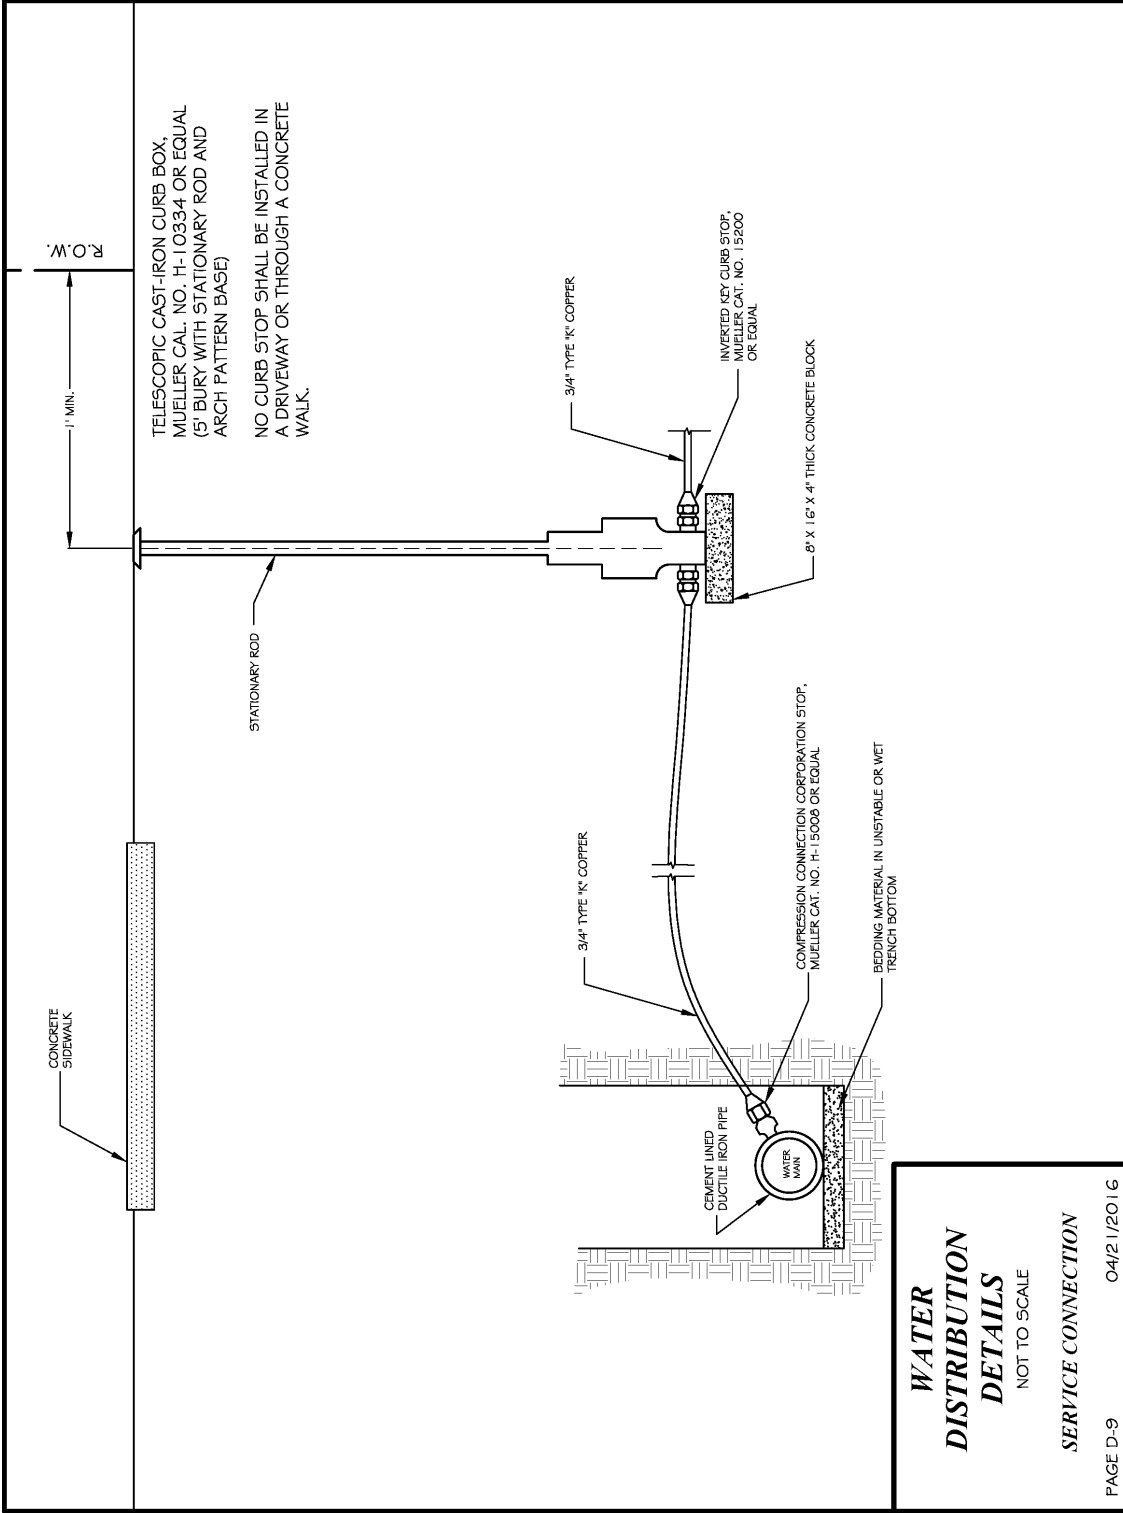 R.O.W.
1' MIN.
TELESCOPIC CAST-IRON CURB BOX,
MUELLER CAL. NO. H-10334 OR EQUAL
(5' BURY WITH STATIONARY ROD AND
ARCH PATTERN BASE)
NO CURB STOP SHALL BE INSTALLED IN
A DRIVEWAY OR THROUGH A CONCRETE
WALK.
CONCRETE
SIDEWALK
STATIONARY ROD
3/4" TYPE "K" COPPER
INVERTED KEY CURB STOP,
MUELLER CAT. NO. 15200
OR EQUAL
8" X 16" X 4" THICK CONCRETE BLOCK
3/4" TYPE "K" COPPER
COMPRESSION CONNECTION CORPORATION STOP,
MUELLER CAT. NO. H-15008 OR EQUAL
BEDDING MATERIAL IN UNSTABLE OR WET
TRENCH BOTTOM
CEMENT LINED
DUCTILE IRON PIPE
WATER
MAIN
WATER
DISTRIBUTION
DETAILS
NOT TO SCALE
SERVICE CONNECTION
PAGE D-9 04/21/2016